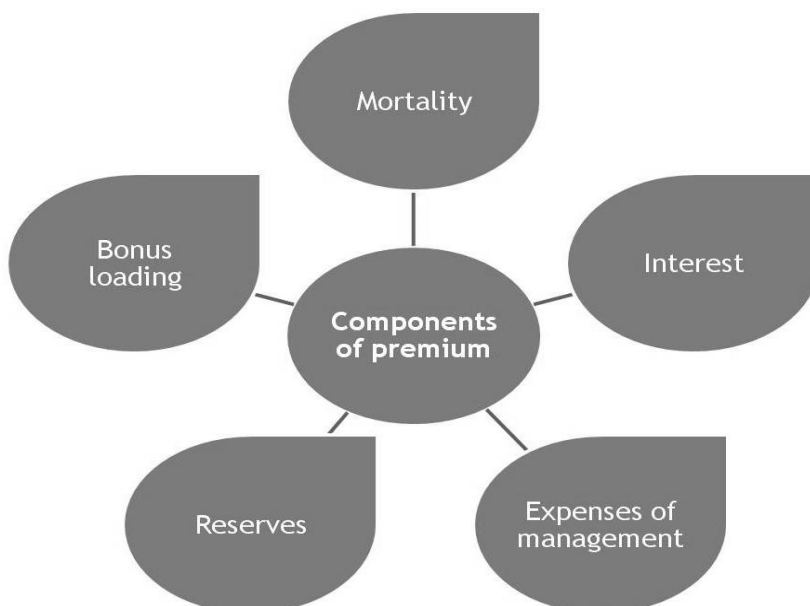 Mortality
Bonus
loading
Interest
Components
of premium
Reserves
Expenses of
management